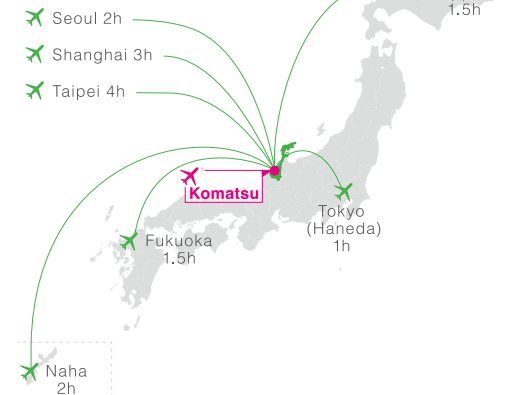 Seoul 2h
1.5h
Shanghai 3h
Taipei 4h
Komatsu
Tokyo
(Haneda)
1h
Fukuoka
1.5h
Naha
2h